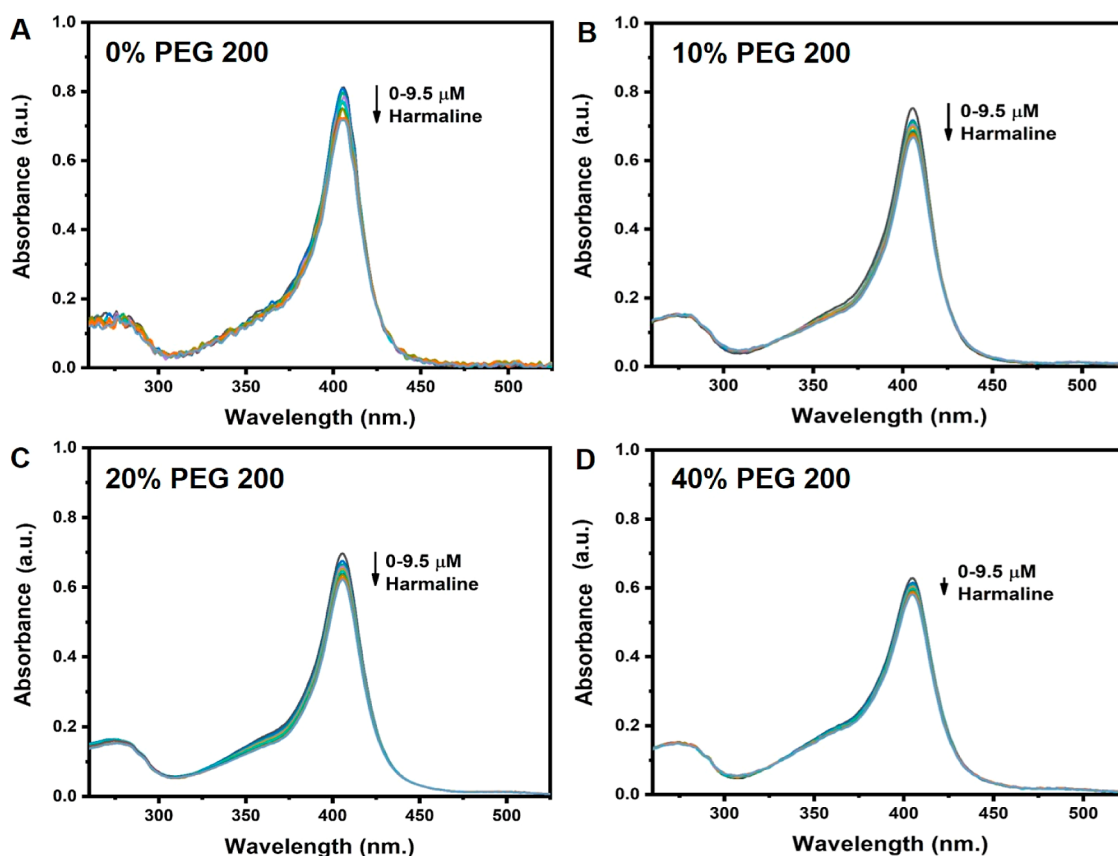 A
0% PEG 200
0-9.5 μM
Harmaline
Absorbance (a.u.)
1.0
0.8
0.6
0.4
0.2
0.0
300
350
400
450
500
Wavelength (nm.)
B
10% PEG 200
0-9.5 μM
Harmaline
Absorbance (a.u.)
1.0
0.8
0.6
0.4
0.2
0.0
300
350
400
450
500
Wavelength (nm.)
C
20% PEG 200
0-9.5 μM
Harmaline
Absorbance (a.u.)
1.0
0.8
0.6
0.4
0.2
0.0
300
350
400
450
500
Wavelength (nm.)
D
40% PEG 200
0-9.5 μM
Harmaline
Absorbance (a.u.)
1.0
0.8
0.6
0.4
0.2
0.0
300
350
400
450
500
Wavelength (nm.)